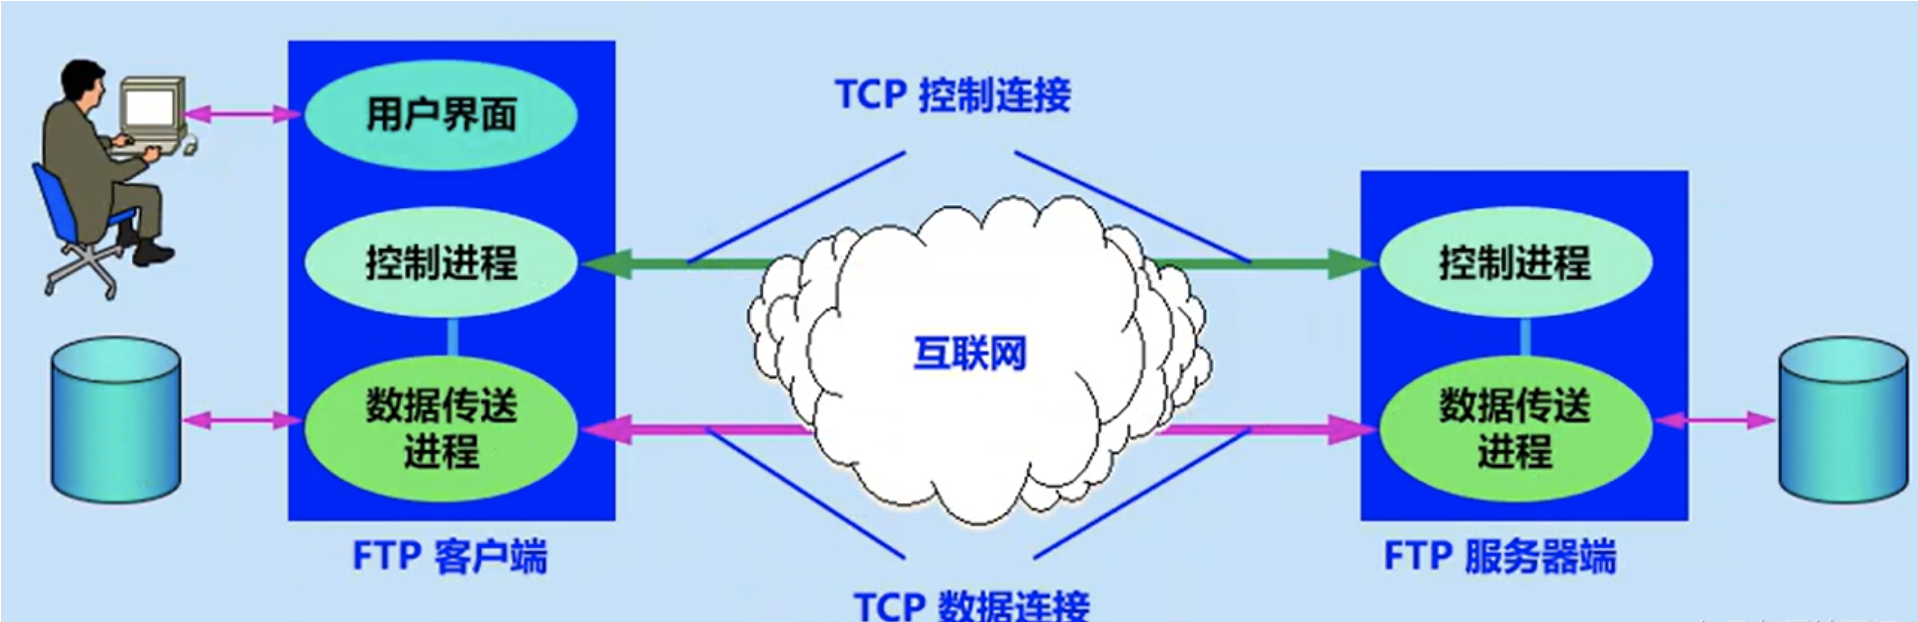 TCP 控制连接
用户界面
控制进程
控制进程
互联网
数据传送
进程
数据传送
进程
FTP 客户端
FTP 服务器端
TCP 数据连接